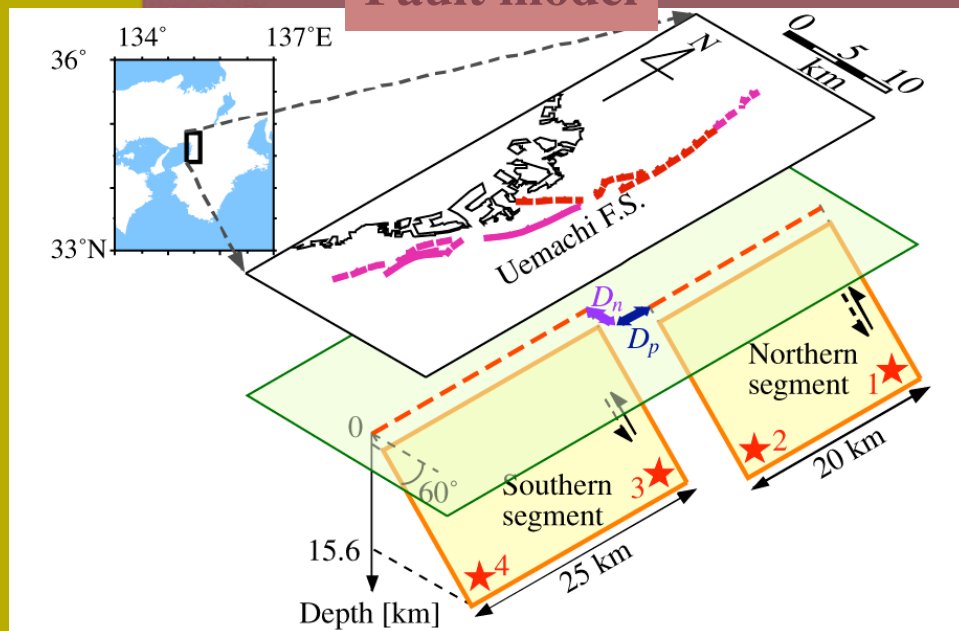 Fault model
134°
137°E
36°
33°N
N
0
5
10
km
Uemachi F.S.
Dn
Dp
Northern
segment
1
2
20 km
0
60°
Southern
segment
3
4
15.6
25 km
Depth [km]